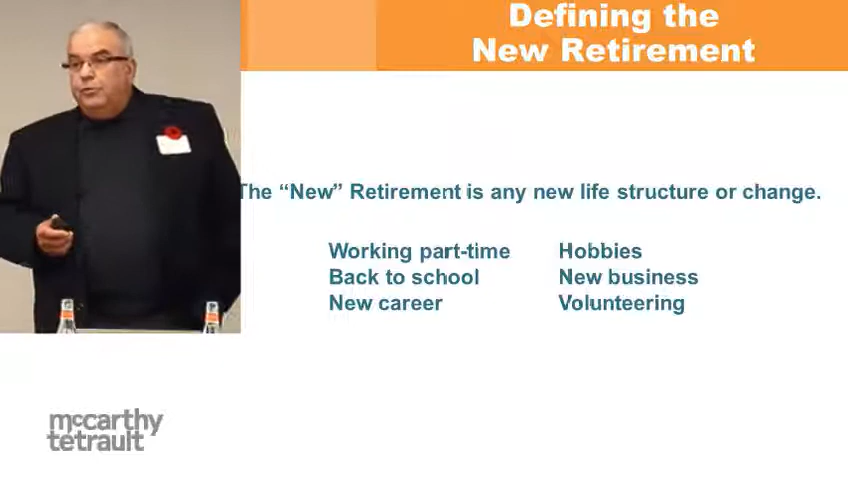 Defining the
New Retirement
The “New” Retirement is any new life structure or change.
Working part-time
Back to school
New career
Hobbies
New business
Volunteering
mccarthy
tetrault